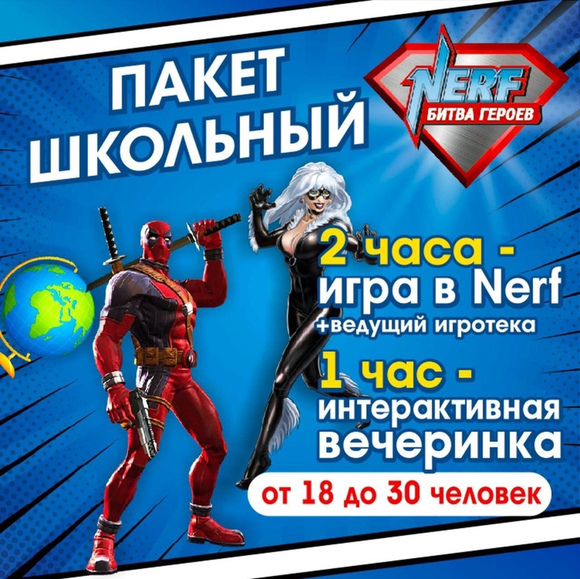 ПАКЕТ
ШКОЛЬНЫЙ
NERF
БИТВА ГЕРОЕВ
2 часа -
игра в Nerf
+ведущий игротека
1 час -
интерактивная
вечеринка
от 18 до 30 человек